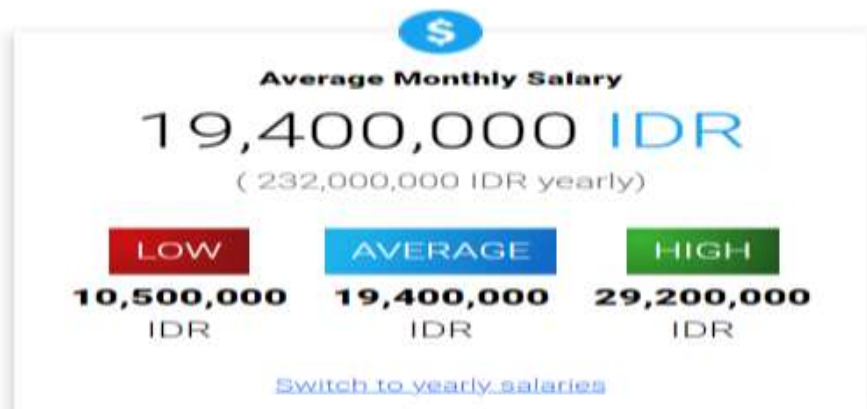 $
Average Monthly Salary
19,400,000 IDR
( 232,000,000 IDR yearly)
LOW AVERAGE HIGH
10,500,000 19,400,000 29,200,000
IDR IDR IDR
Switch to yearly salaries